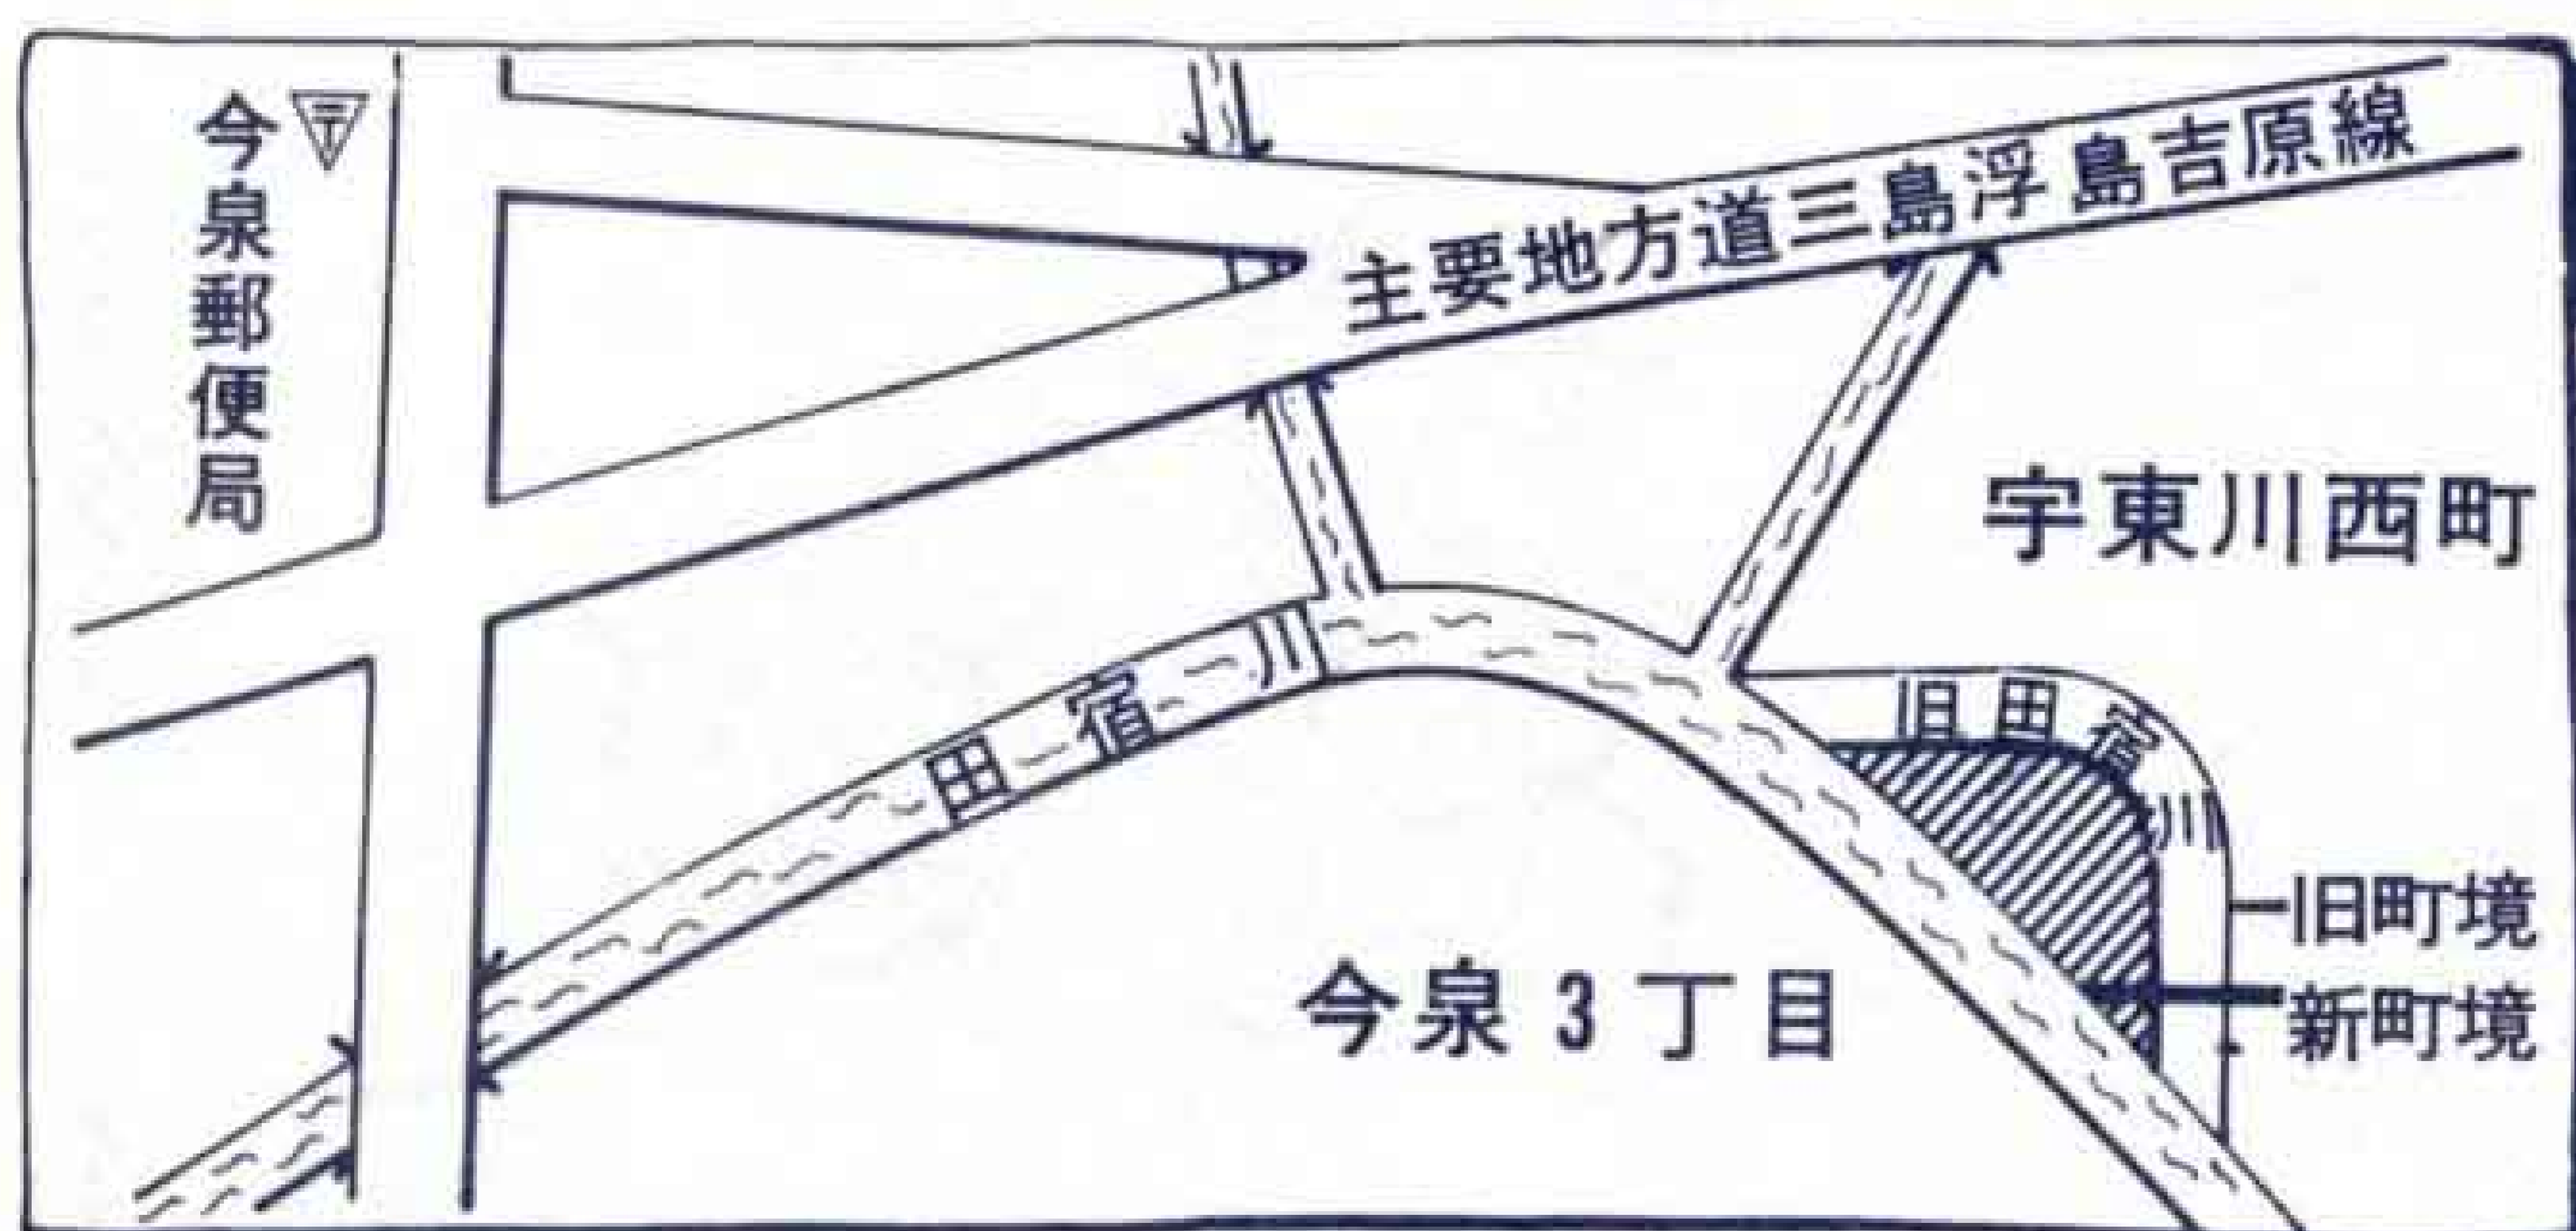 今泉郵便局
主要地方道三島浮島吉原線
宇東川西町
田宿川
旧田宿川
旧町境
新町境
今泉3丁目